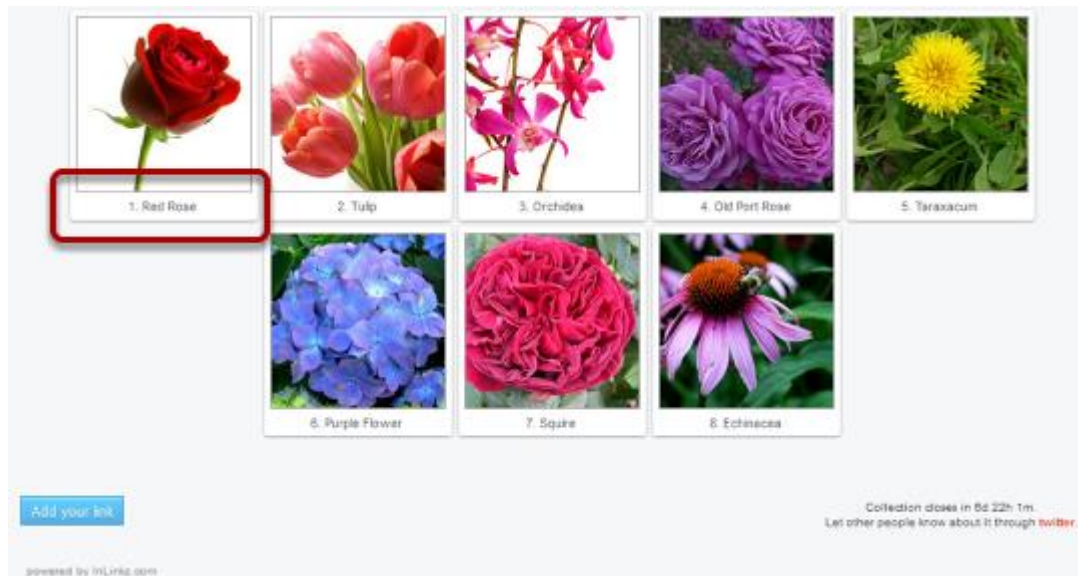 1. Red Rose
2. Tulip
3. Orchidea
4. Old Port Rose
5. Taraxacum
6. Purple Flower
7. Squire
8. Echinacea
Add your link
Collection closes in 6d 22h 1m.
Let other people know about it through twitter.
powered by InLinkz.com